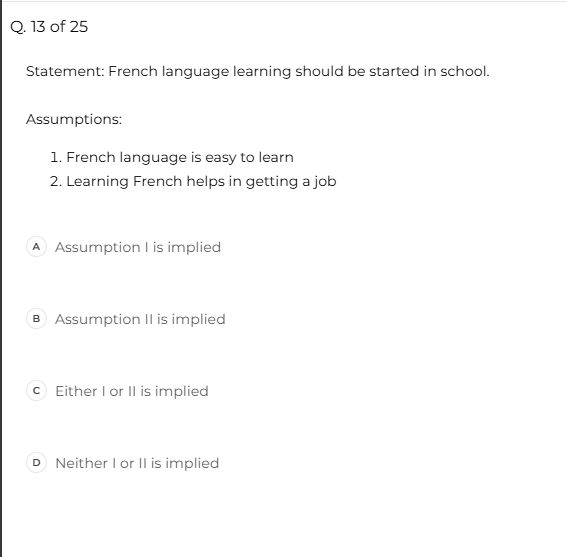 Q. 13 of 25
Statement: French language learning should be started in school.
Assumptions:
1. French language is easy to learn
2. Learning French helps in getting a job
A Assumption I is implied
B Assumption II is implied
C Either I or II is implied
D Neither I or II is implied